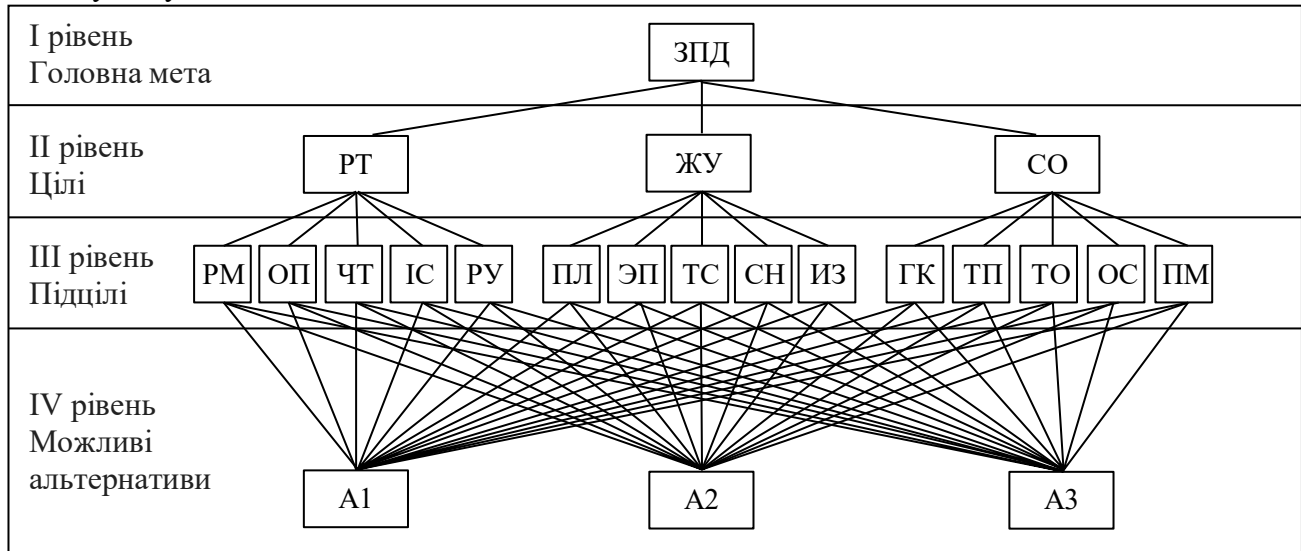 І рівень
Головна мета
ЗПД
ІІ рівень
Цілі
РТ
ЖУ
СО
ІІІ рівень
Підцілі
РМ ОП ЧТ ІС РУ ПЛ ЭП ТС СН ИЗ ГК ТП ТО ОС ПМ
IV рівень
Можливі
альтернативи
А1
А2
А3